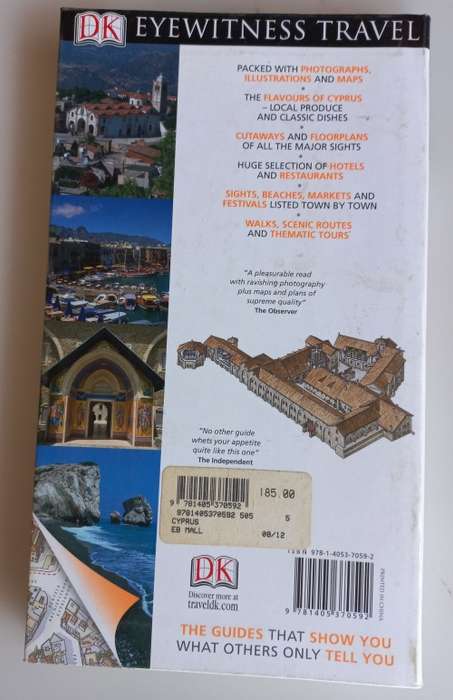 DK EYEWITNESS TRAVEL
PACKED WITH PHOTOGRAPHS,
ILLUSTRATIONS AND MAPS
•
THE FLAVOURS OF CYPRUS
– LOCAL PRODUCE
AND CLASSIC DISHES
•
CUTAWAYS AND FLOORPLANS
OF ALL THE MAJOR SIGHTS
•
HUGE SELECTION OF HOTELS
AND RESTAURANTS
•
SIGHTS, BEACHES, MARKETS AND
FESTIVALS LISTED TOWN BY TOWN
•
WALKS, SCENIC ROUTES
AND THEMATIC TOURS
"A pleasurable read
with ravishing photography
plus maps and plans of
supreme quality"
The Observer
"No other guide
whets your appetite
quite like this one"
The Independent
9 781405 370592
185.00
9781405370592 505
5
CYPRUS
EB MALL
08/12
DK
Discover more at
traveldk.com
ISBN 978-1-4053-7059-2
9 781405 370592
PRINTED IN CHINA
THE GUIDES THAT SHOW YOU
WHAT OTHERS ONLY TELL YOU